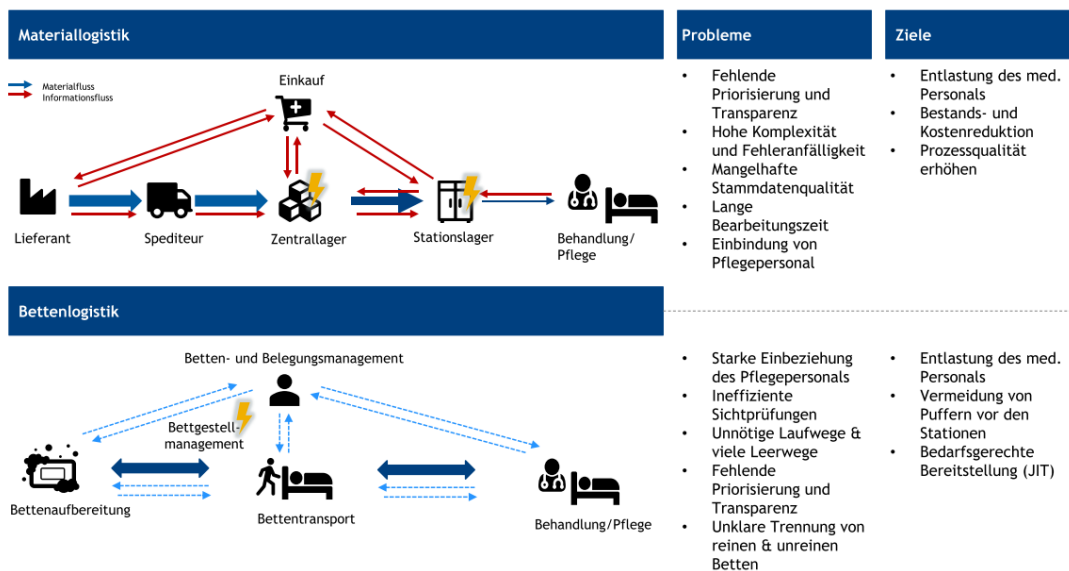 Materiallogistik
Probleme
Ziele
Materialfluss
Informationsfluss
Einkauf
Lieferant
Spediteur
Zentrallager
Stationslager
Behandlung/
Pflege
• Fehlende
Priorisierung und
Transparenz
• Hohe Komplexität
und Fehleranfälligkeit
• Mangelhafte
Stammdatenqualität
• Lange
Bearbeitungszeit
• Einbindung von
Pflegepersonal
• Entlastung des med.
Personals
• Bestands- und
Kostenreduktion
• Prozessqualität
erhöhen
Bettenlogistik
Betten- und Belegungsmanagement
Bettgestell-
management
Bettenaufbereitung
Bettentransport
Behandlung/Pflege
• Starke Einbeziehung
des Pflegepersonals
• Ineffiziente
Sichtprüfungen
• Unnötige Laufwege &
viele Leerwege
• Fehlende
Priorisierung und
Transparenz
• Unklare Trennung von
reinen & unreinen
Betten
• Entlastung des med.
Personals
• Vermeidung von
Puffern vor den
Stationen
• Bedarfsgerechte
Bereitstellung (JIT)